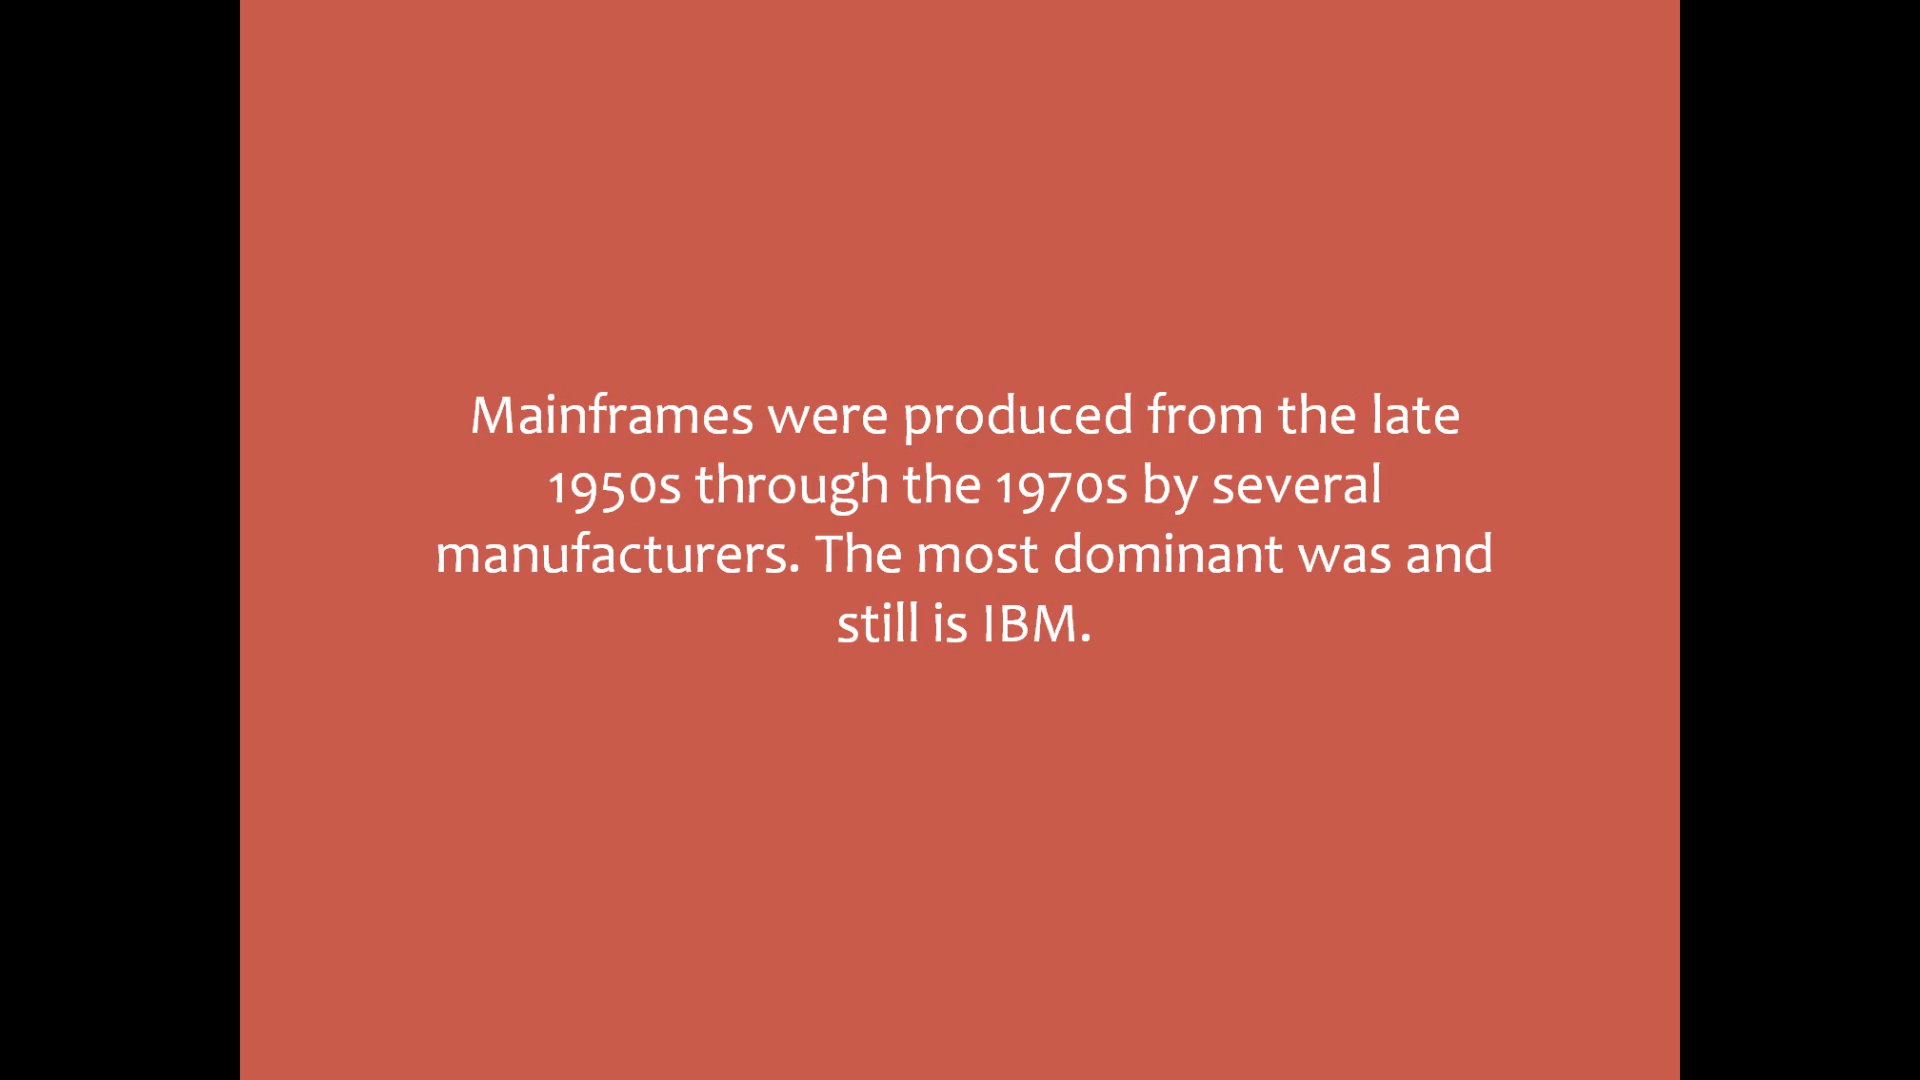 Mainframes were produced from the late
1950s through the 1970s by several
manufacturers. The most dominant was and
still is IBM.